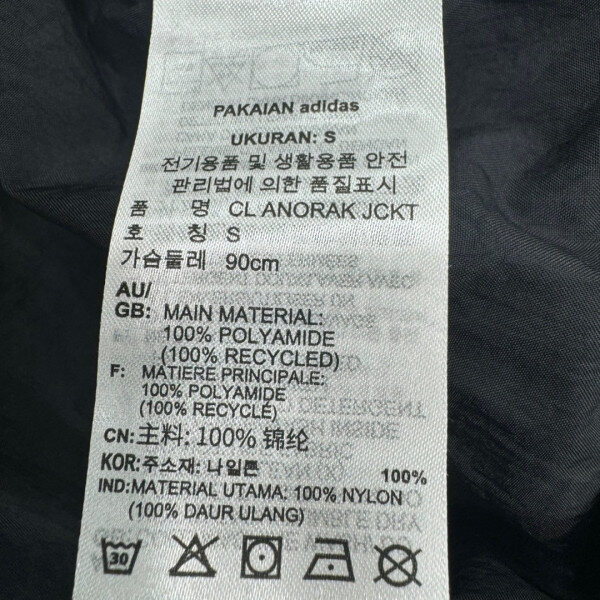 PAKAIAN adidas
UKURAN: S
전기용품 및 생활용품 안전
관리법에 의한 품질표시
품 명 CL ANORAK JCKT
호 칭 S
가슴둘레 90cm
AU/
GB: MAIN MATERIAL:
100% POLYAMIDE
(100% RECYCLED)
F: MATIERE PRINCIPALE:
100% POLYAMIDE
(100% RECYCLÉ)
CN:主料: 100% 锦纶
KOR:주소재: 나일론 100%
IND:MATERIAL UTAMA: 100% NYLON
(100% DAUR ULANG)
30